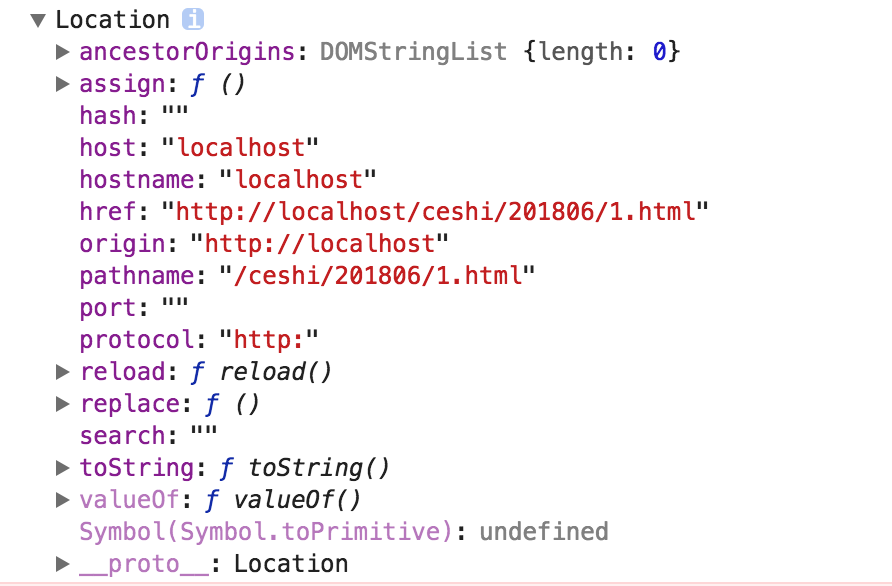 Location i
ancestorOrigins: DOMStringList {length: 0}
assign: ƒ ()
hash: ""
host: "localhost"
hostname: "localhost"
href: "http://localhost/ceshi/201806/1.html"
origin: "http://localhost"
pathname: "/ceshi/201806/1.html"
port: ""
protocol: "http:"
reload: ƒ reload()
replace: ƒ ()
search: ""
toString: ƒ toString()
valueOf: ƒ valueOf()
Symbol(Symbol.toPrimitive): undefined
__proto__: Location